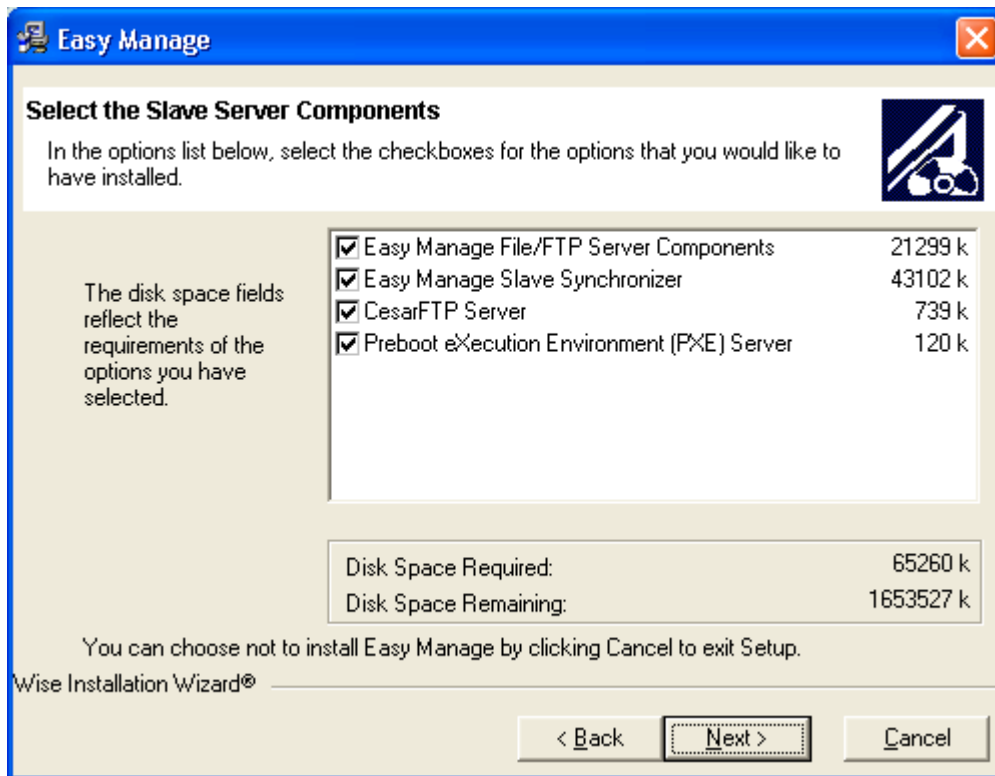 Easy Manage
Select the Slave Server Components
In the options list below, select the checkboxes for the options that you would like to
have installed.
The disk space fields
reflect the
requirements of the
options you have
selected.
Easy Manage File/FTP Server Components 21299 k
Easy Manage Slave Synchronizer 43102 k
CesarFTP Server 739 k
Preboot eXecution Environment (PXE) Server 120 k
Disk Space Required: 65260 k
Disk Space Remaining: 1653527 k
You can choose not to install Easy Manage by clicking Cancel to exit Setup.
Wise Installation Wizard®
< Back Next > Cancel